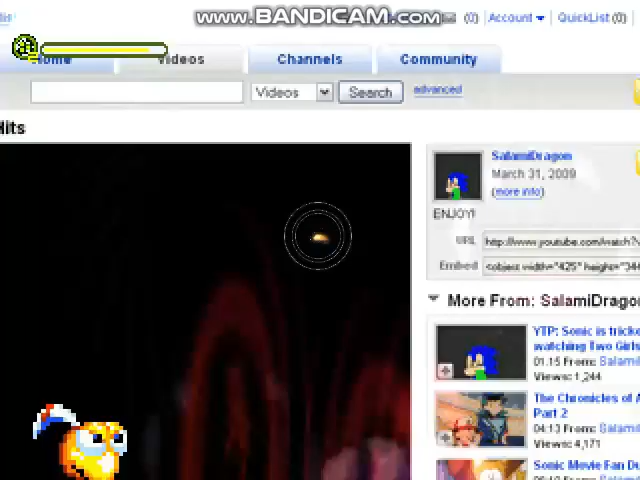 www.BANDICAM.com
(0) Account QuickList (0)
Videos Channels Community
Videos Search advanced
Hits
SalamiDragon
March 31, 2009
(more info)
ENJOY!
URL http://www.youtube.com/watch?v
Embed <object width="425" height="344
More From: SalamiDragon
YTP: Sonic is
watching Two Girls
01:15 From:
Views: 1,244
The Chronicles of A
Part 2
04:13 From:
Views: 4,171
Sonic Movie Fan Du